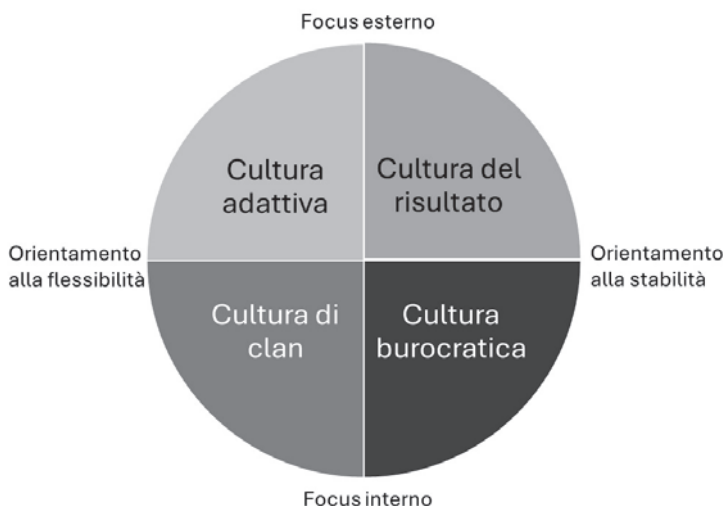 Focus esterno
Cultura
adattiva
Cultura del
risultato
Orientamento
alla flessibilità
Orientamento
alla stabilità
Cultura di
clan
Cultura
burocratica
Focus interno